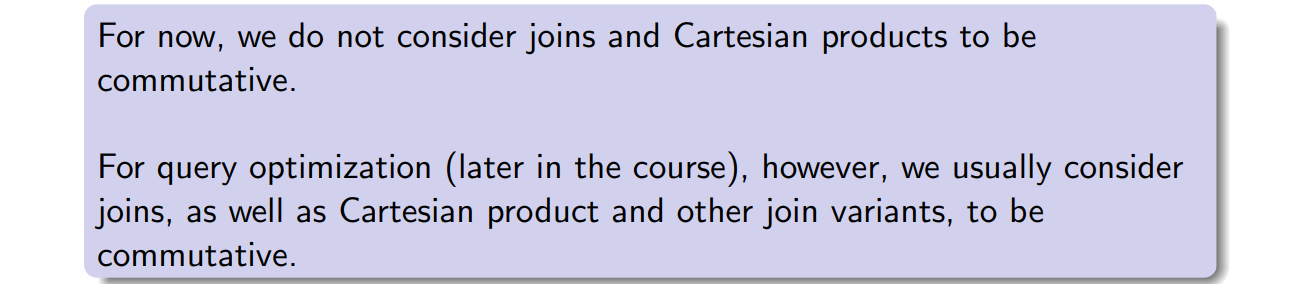 For now, we do not consider joins and Cartesian products to be
commutative.
For query optimization (later in the course), however, we usually consider
joins, as well as Cartesian product and other join variants, to be
commutative.